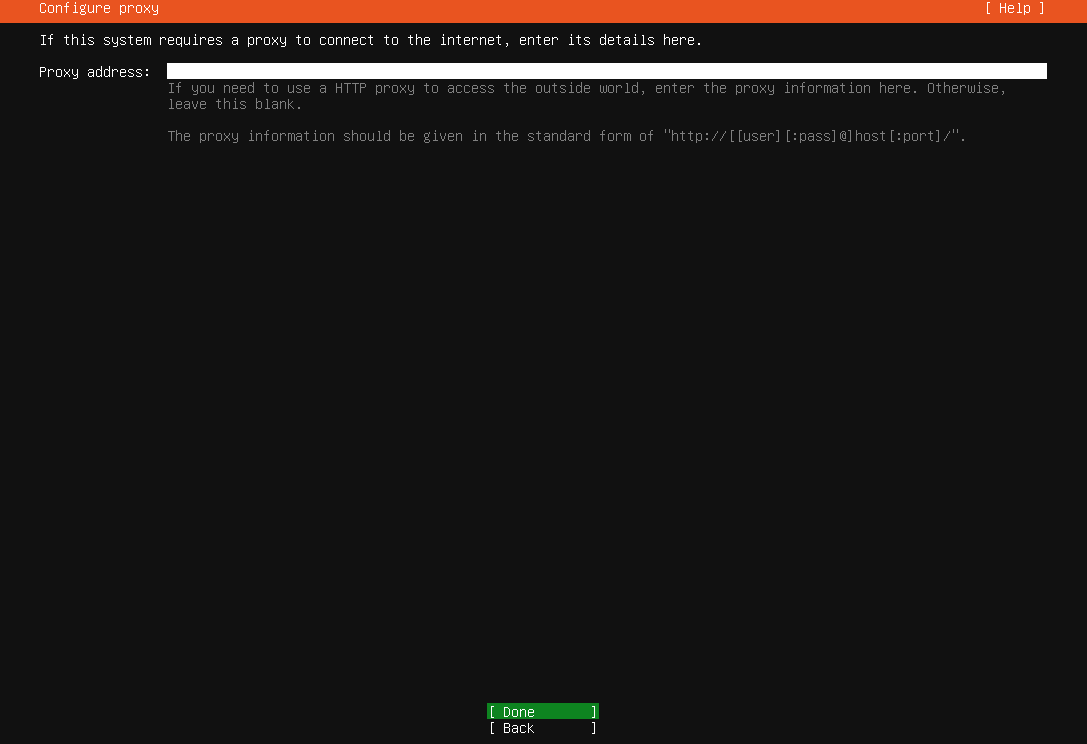 Configure proxy [ Help ]
If this system requires a proxy to connect to the internet, enter its details here.
Proxy address:
If you need to use a HTTP proxy to access the outside world, enter the proxy information here. Otherwise,
leave this blank.
The proxy information should be given in the standard form of "http://[[user][:pass]@]host[:port]/".
[ Done ]
[ Back ]